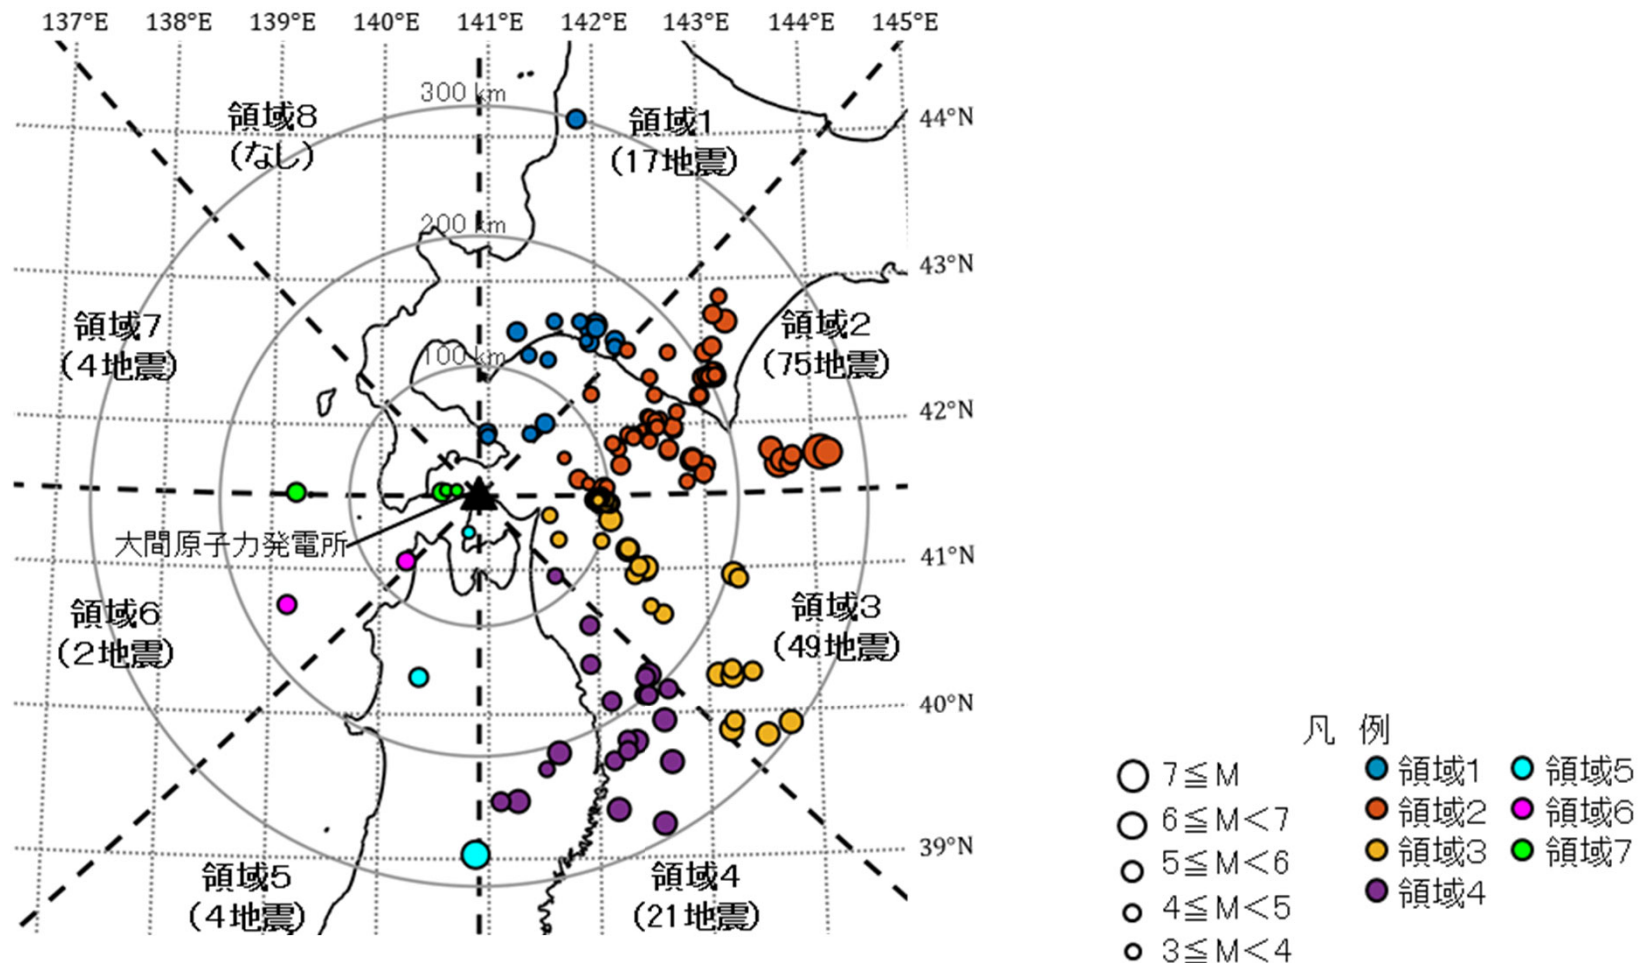 137°E 138°E 139°E 140°E 141°E 142°E 143°E 144°E 145°E
300 km
領域8
(なし)
領域1
(17地震)
44°N
200 km
43°N
領域7
(4地震)
100 km
領域2
(75地震)
42°N
大間原子力発電所
41°N
領域6
(2地震)
領域3
(49地震)
40°N
39°N
領域5
(4地震)
領域4
(21地震)
凡 例
7≦M
6≦M<7
5≦M<6
4≦M<5
3≦M<4
領域1
領域2
領域3
領域4
領域5
領域6
領域7